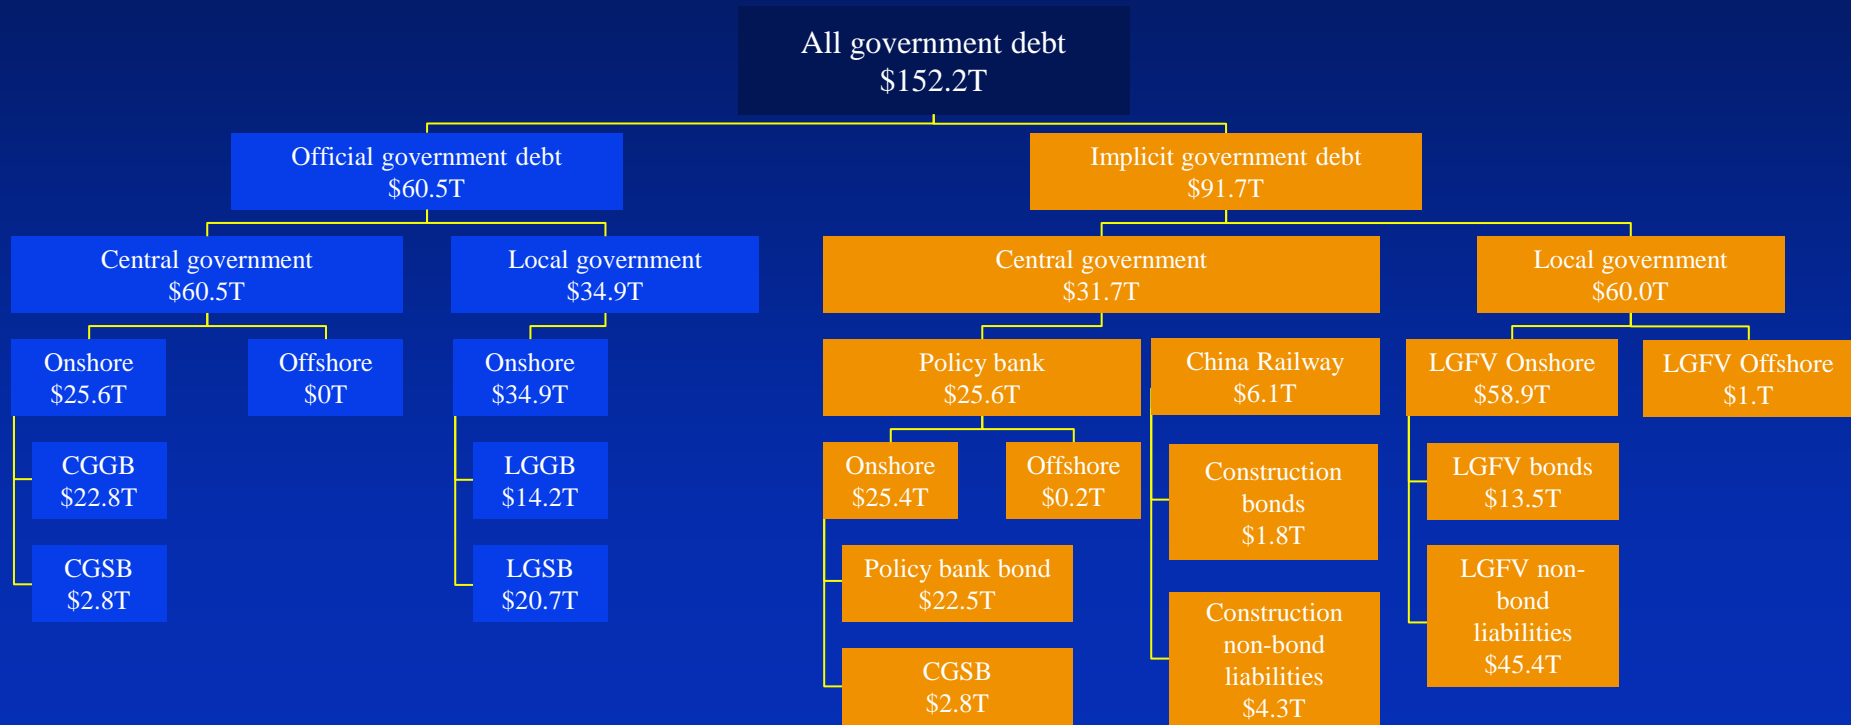 All government debt
$152.2T
Official government debt
$60.5T
Implicit government debt
$91.7T
Central government
$60.5T
Local government
$34.9T
Central government
$31.7T
Local government
$60.0T
Onshore
$25.6T
Offshore
$0T
Onshore
$34.9T
Policy bank
$25.6T
China Railway
$6.1T
LGFV Onshore
$58.9T
LGFV Offshore
$1.T
CGGB
$22.8T
LGGB
$14.2T
Onshore
$25.4T
Offshore
$0.2T
Construction
bonds
$1.8T
LGFV bonds
$13.5T
CGSB
$2.8T
LGSB
$20.7T
Policy bank bond
$22.5T
Construction
non-bond
liabilities
$4.3T
LGFV non-
bond
liabilities
$45.4T
CGSB
$2.8T